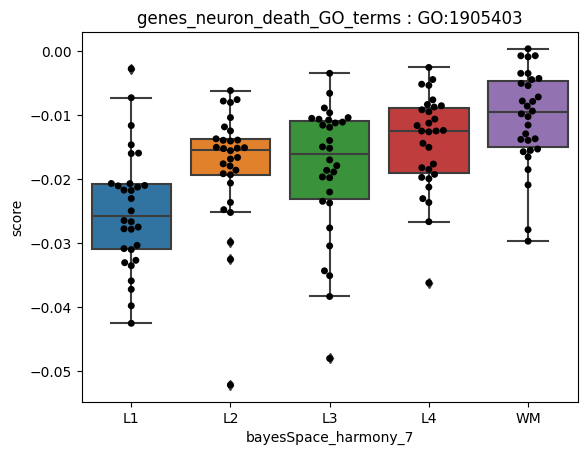 genes_neuron_death_GO_terms : GO:1905403
0.00
−0.01
−0.02
−0.03
−0.04
−0.05
score
L1 L2 L3 L4 WM
bayesSpace_harmony_7